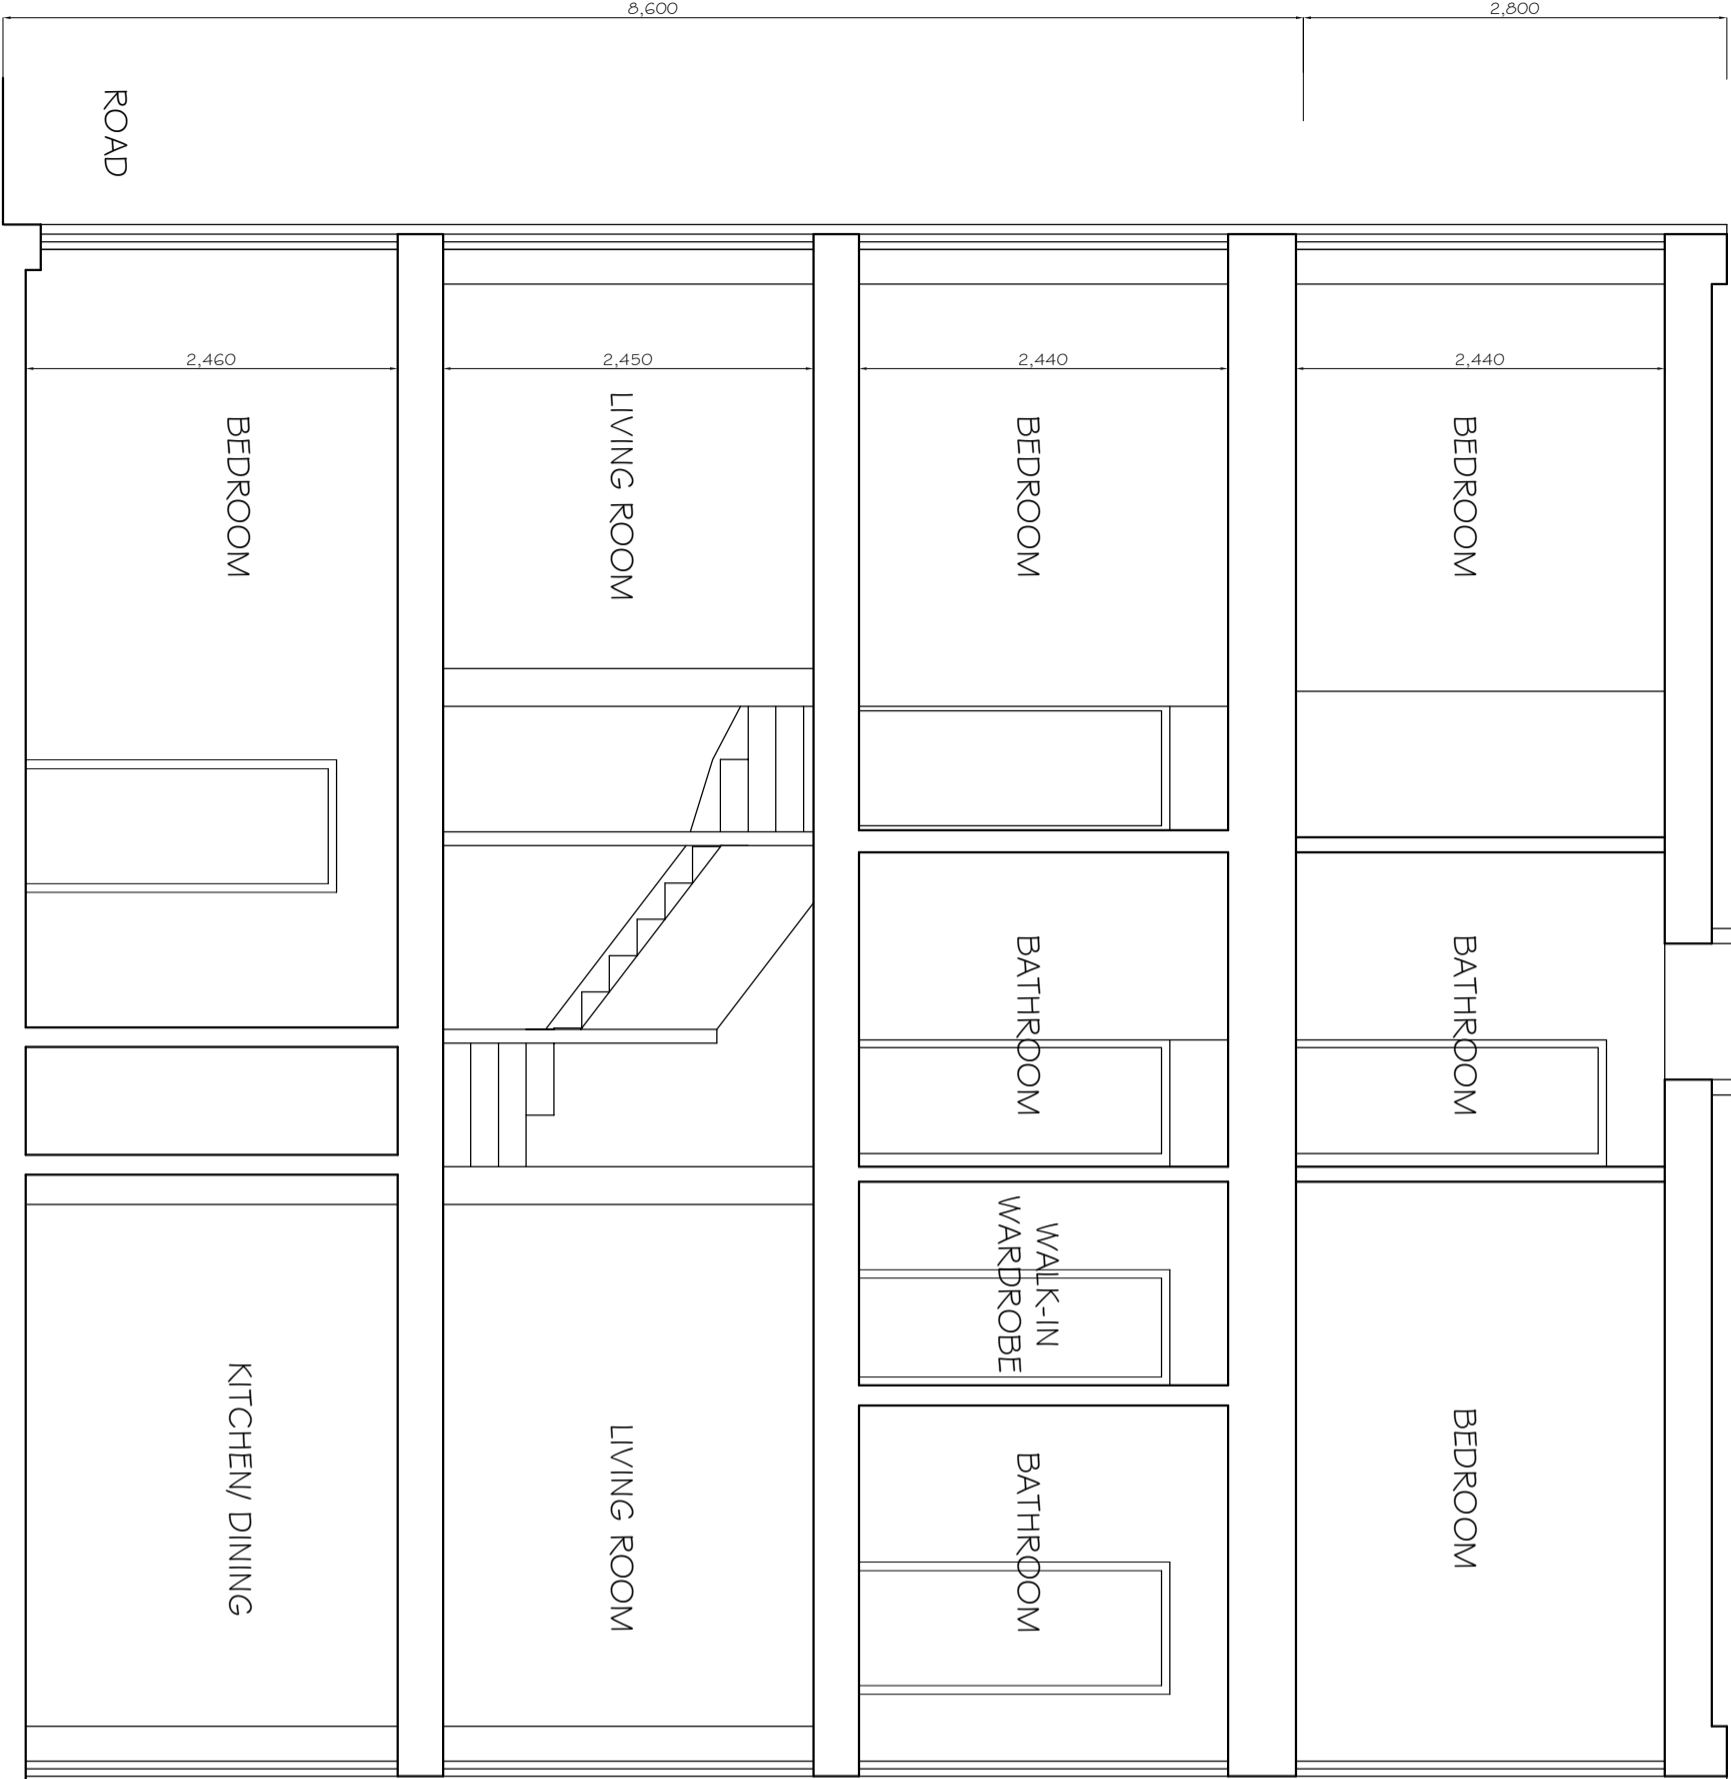 8,600
2,800
ROAD
2,460
2,450
2,440
2,440
BEDROOM
LIVING ROOM
BEDROOM
BEDROOM
BATHROOM
BATHROOM
WALK-IN
WARDROBE
KITCHEN/ DINING
LIVING ROOM
BATHROOM
BEDROOM